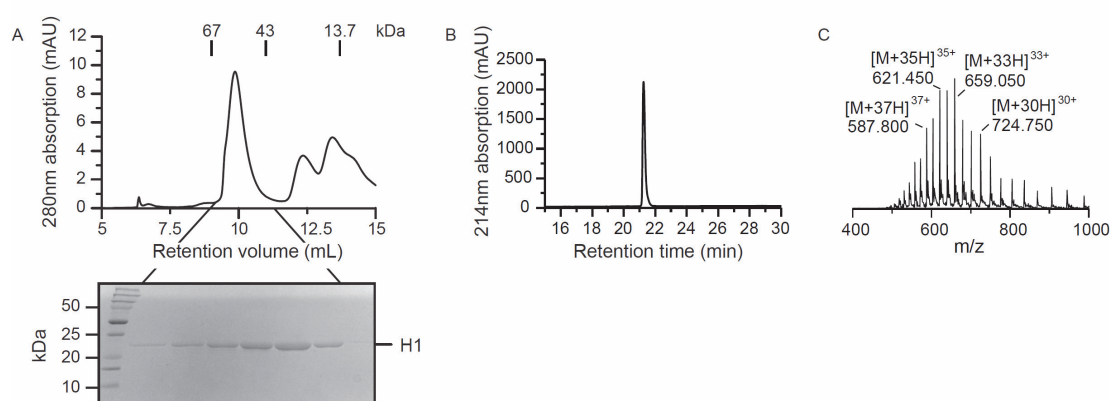 A
67 43 13.7 kDa
280nm absorption (mAU)
12
10
8
6
4
2
0
5 7.5 10 12.5 15
Retention volume (mL)
kDa
50
25
20
10
H1
B
214nm absorption (mAU)
2500
2000
1500
1000
500
0
16 18 20 22 24 26 28 30
Retention time (min)
C
[M+35H]35+
621.450
[M+33H]33+
659.050
[M+37H]37+
587.800
[M+30H]30+
724.750
400 600 800 1000
m/z